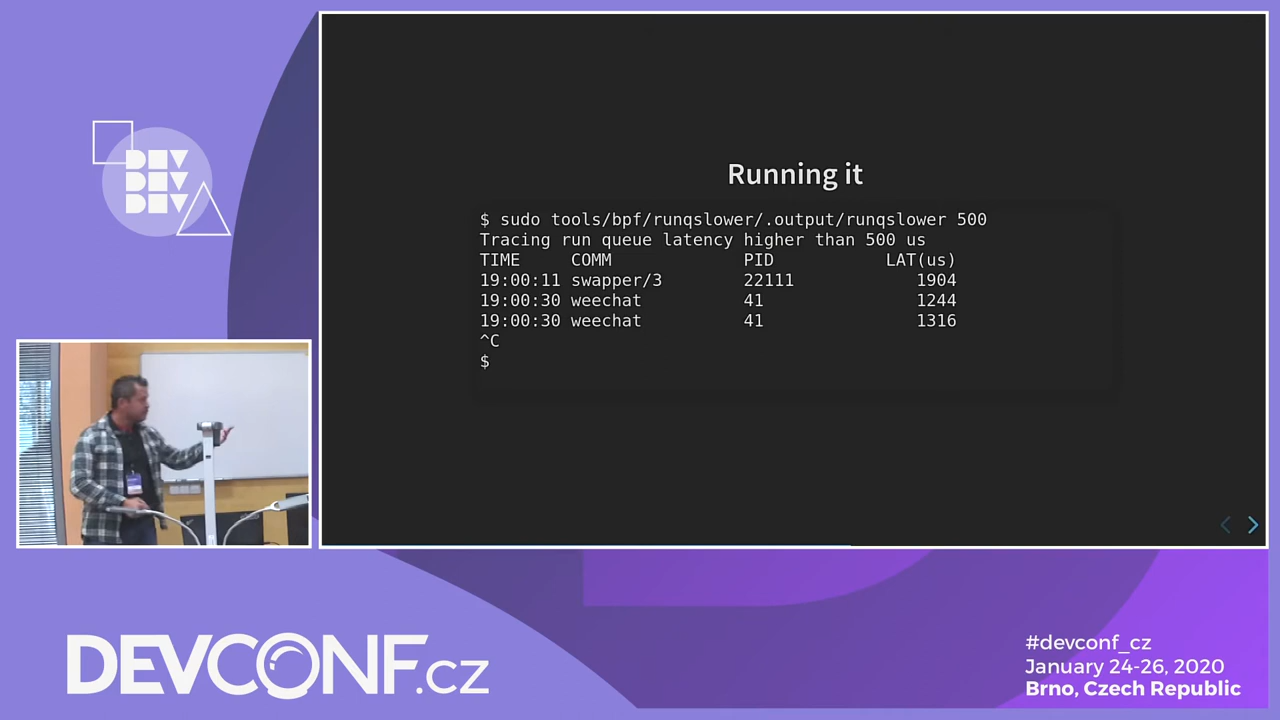 DEV
DEV
DEV
Running it
$ sudo tools/bpf/runqslower/.output/runqslower 500
Tracing run queue latency higher than 500 us
TIME     COMM             PID           LAT(us)
19:00:11 swapper/3        22111            1904
19:00:30 weechat          41               1244
19:00:30 weechat          41               1316
^C
$
DEVCONF.cz
#devconf_cz
January 24-26, 2020
Brno, Czech Republic